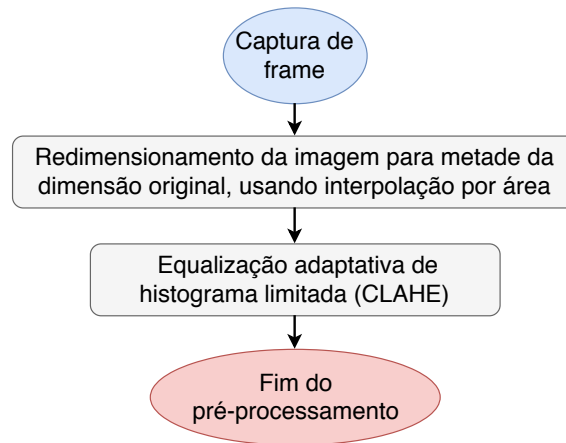 Captura de
frame
Redimensionamento da imagem para metade da
dimensão original, usando interpolação por área
Equalização adaptativa de
histograma limitada (CLAHE)
Fim do
pré-processamento